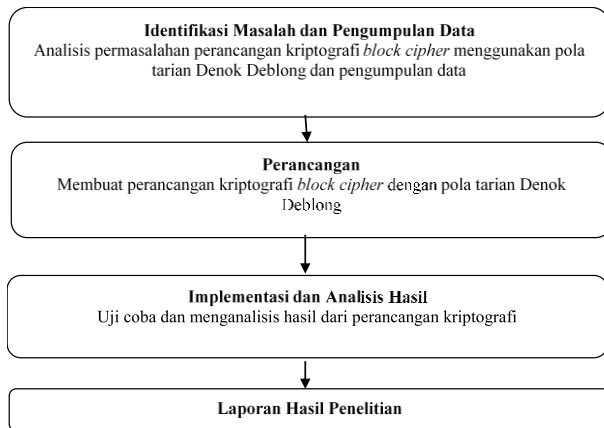 Identifikasi Masalah dan Pengumpulan Data
Analisis permasalahan perancangan kriptografi block cipher menggunakan pola
tarian Denok Deblong dan pengumpulan data
Perancangan
Membuat perancangan kriptografi block cipher dengan pola tarian Denok
Deblong
Implementasi dan Analisis Hasil
Uji coba dan menganalisis hasil dari perancangan kriptografi
Laporan Hasil Penelitian